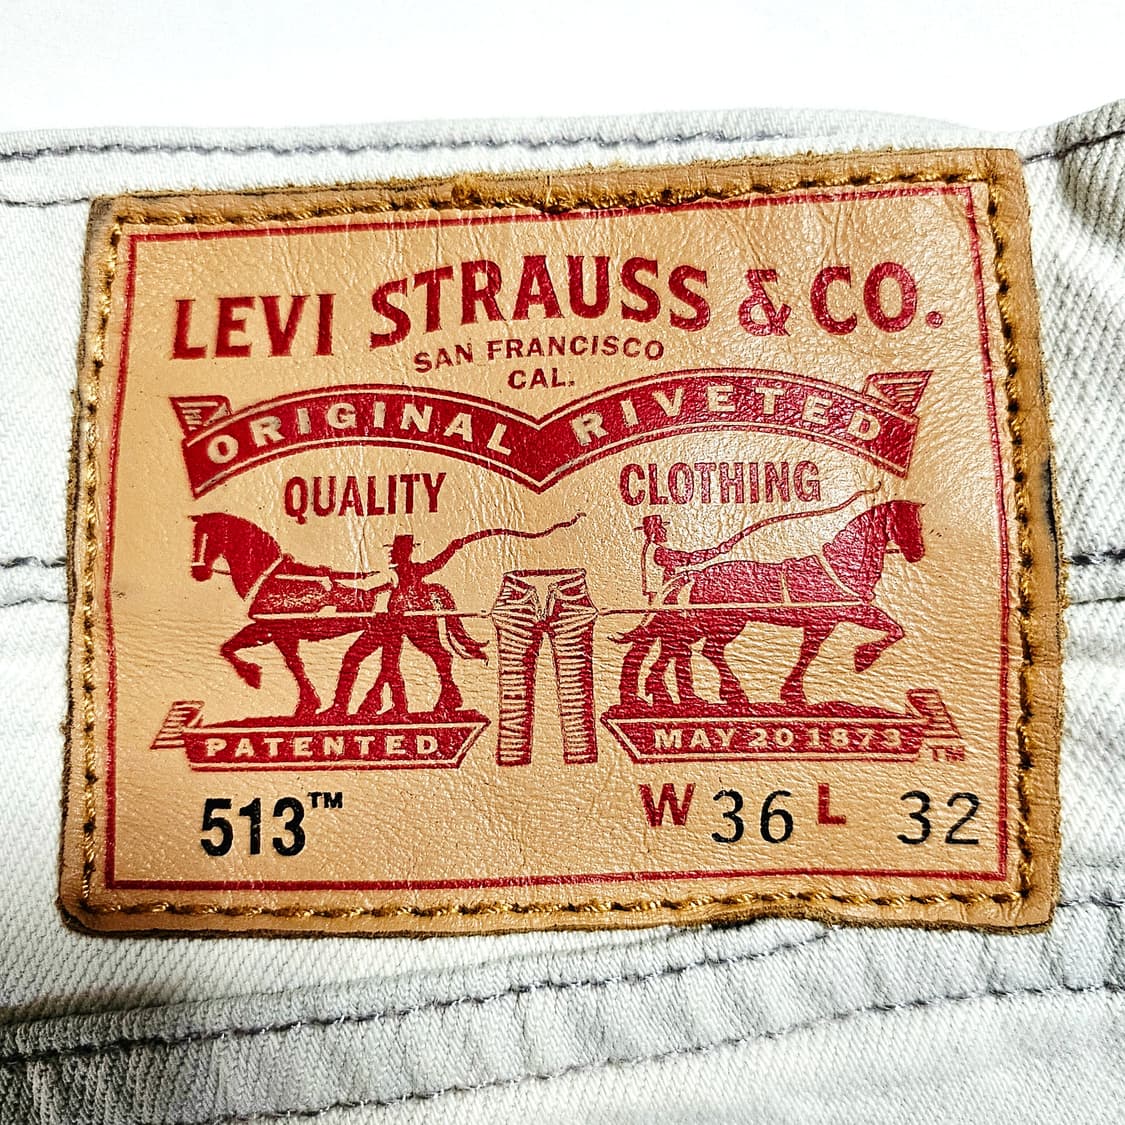 LEVI STRAUSS & CO.
SAN FRANCISCO
CAL.
ORIGINAL RIVETED
QUALITY CLOTHING
PATENTED MAY 20 1873 ™
513™ W 36 L 32